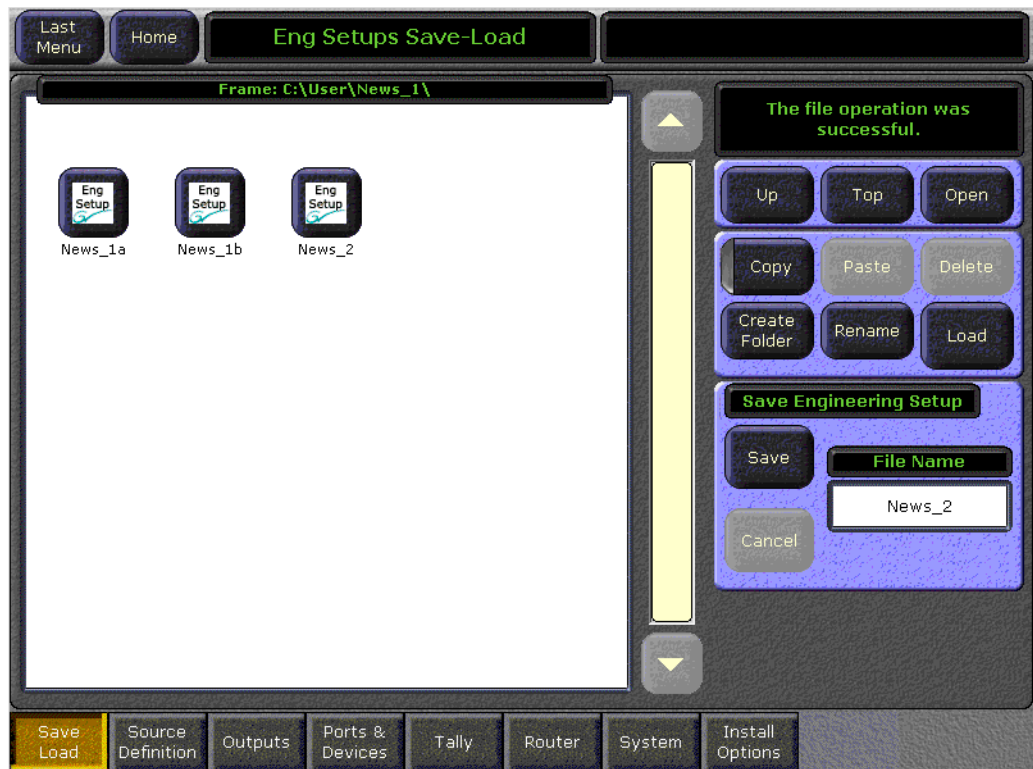 Last
Menu
Home
Eng Setups Save-Load
Frame: C:\User\News_1\
The file operation was
successful.
Eng
Setup
News_1a
Eng
Setup
News_1b
Eng
Setup
News_2
Up
Top
Open
Copy
Paste
Delete
Create
Folder
Rename
Load
Save Engineering Setup
Save
File Name
News_2
Cancel
Save
Load
Source
Definition
Outputs
Ports &
Devices
Tally
Router
System
Install
Options